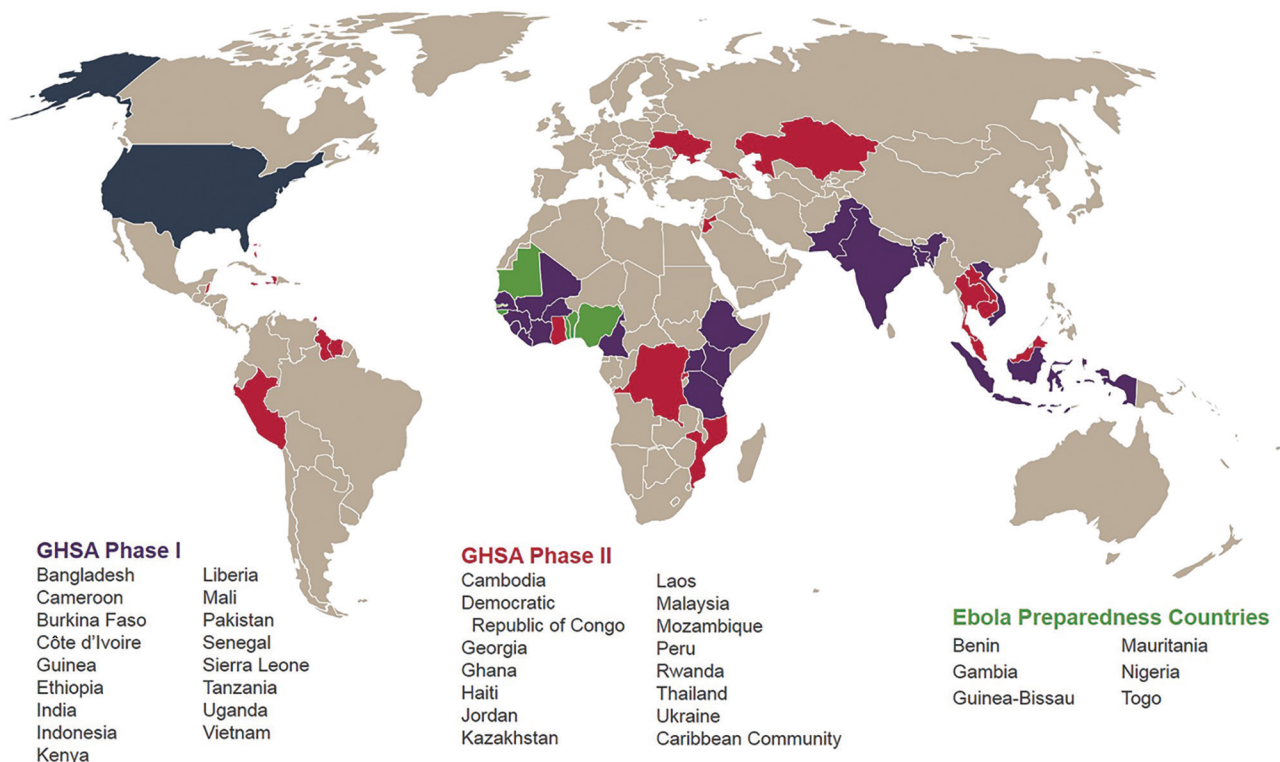 GHSA Phase I
Bangladesh
Cameroon
Burkina Faso
Côte d’Ivoire
Guinea
Ethiopia
India
Indonesia
Kenya
Liberia
Mali
Pakistan
Senegal
Sierra Leone
Tanzania
Uganda
Vietnam
GHSA Phase II
Cambodia
Democratic
Republic of Congo
Georgia
Ghana
Haiti
Jordan
Kazakhstan
Laos
Malaysia
Mozambique
Peru
Rwanda
Thailand
Ukraine
Caribbean Community
Ebola Preparedness Countries
Benin
Gambia
Guinea-Bissau
Mauritania
Nigeria
Togo